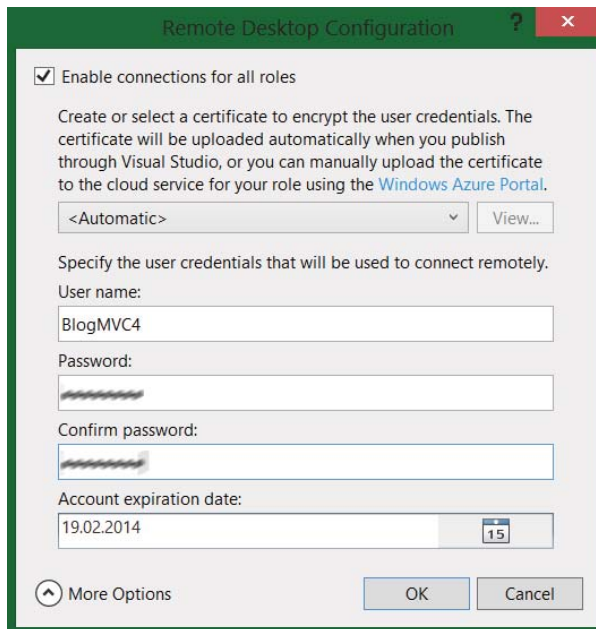 Remote Desktop Configuration ?
Enable connections for all roles
Create or select a certificate to encrypt the user credentials. The
certificate will be uploaded automatically when you publish
through Visual Studio, or you can manually upload the certificate
to the cloud service for your role using the Windows Azure Portal.
<Automatic> View...
Specify the user credentials that will be used to connect remotely.
User name:
BlogMVC4
Password:
Confirm password:
Account expiration date:
19.02.2014 15
More Options OK Cancel